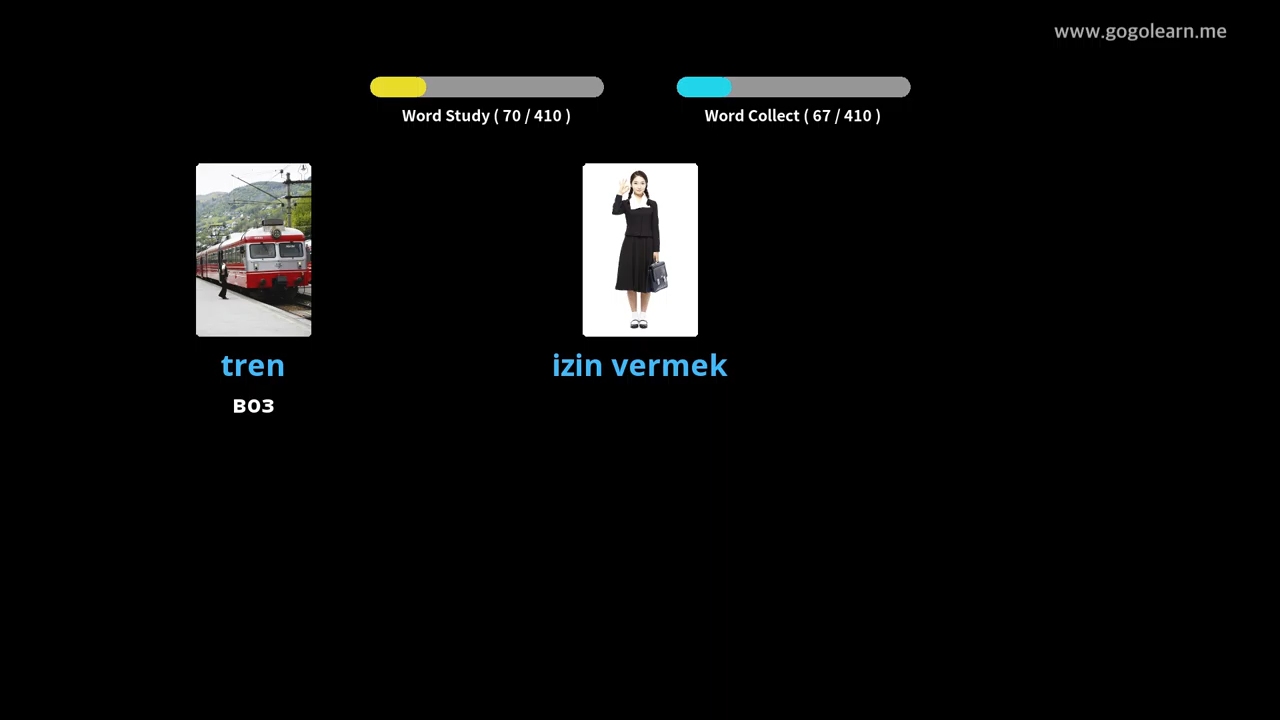 www.gogolearn.me
Word Study ( 70 / 410 )
Word Collect ( 67 / 410 )
tren
izin vermek
воз